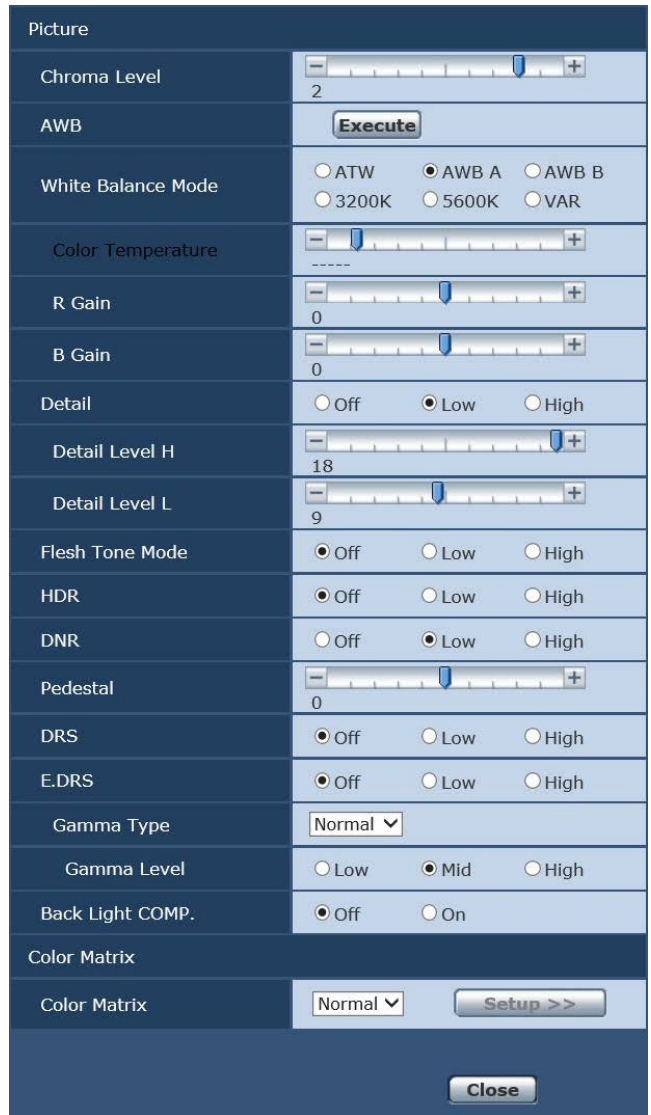 Picture
Chroma Level
2
AWB Execute
White Balance Mode ATW AWB A AWB B
3200K 5600K VAR
Color Temperature
-----
R Gain
0
B Gain
0
Detail Off Low High
Detail Level H
18
Detail Level L
9
Flesh Tone Mode Off Low High
HDR Off Low High
DNR Off Low High
Pedestal
0
DRS Off Low High
E.DRS Off Low High
Gamma Type Normal
Gamma Level Low Mid High
Back Light COMP. Off On
Color Matrix
Color Matrix Normal Setup >>
Close